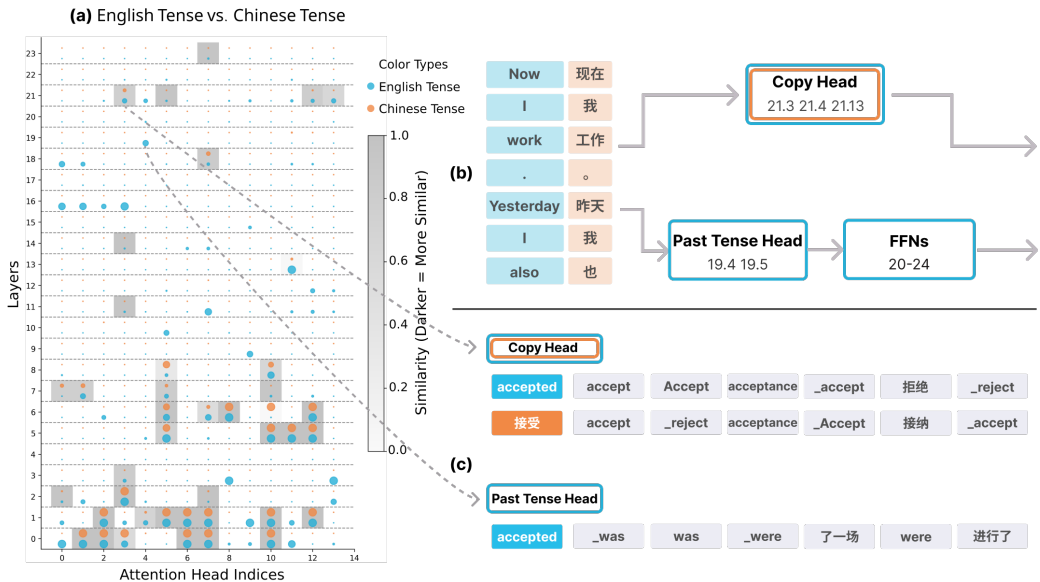 (a) English Tense vs. Chinese Tense
Color Types
English Tense
Chinese Tense
Layers
23
22
21
20
19
18
17
16
15
14
13
12
11
10
9
8
7
6
5
4
3
2
1
0
0 2 4 6 8 10 12 14
Attention Head Indices
1.0
0.8
0.6
0.4
0.2
0.0
Similarity (Darker = More Similar)
(b)
Now 现在
I 我
work 工作
. 。
Yesterday 昨天
I 我
also 也
Copy Head
21.3 21.4 21.13
Past Tense Head
19.4 19.5
FFNs
20-24
(c)
Copy Head
accepted accept Accept acceptance _accept 拒绝 _reject
接受 accept _reject acceptance _Accept 接纳 _accept
Past Tense Head
accepted _was was _were 了一场 were 进行了